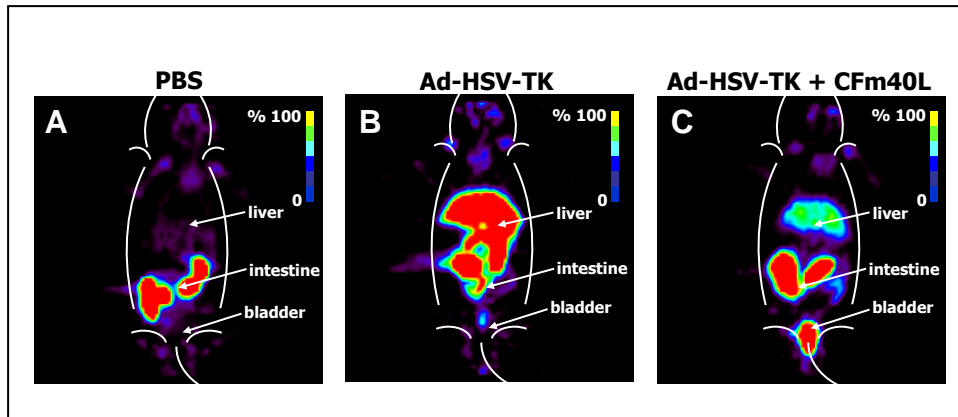 PBS
Ad-HSV-TK
Ad-HSV-TK + CFm40L
A
% 100
0
liver
intestine
bladder
B
% 100
0
liver
intestine
bladder
C
% 100
0
liver
intestine
bladder